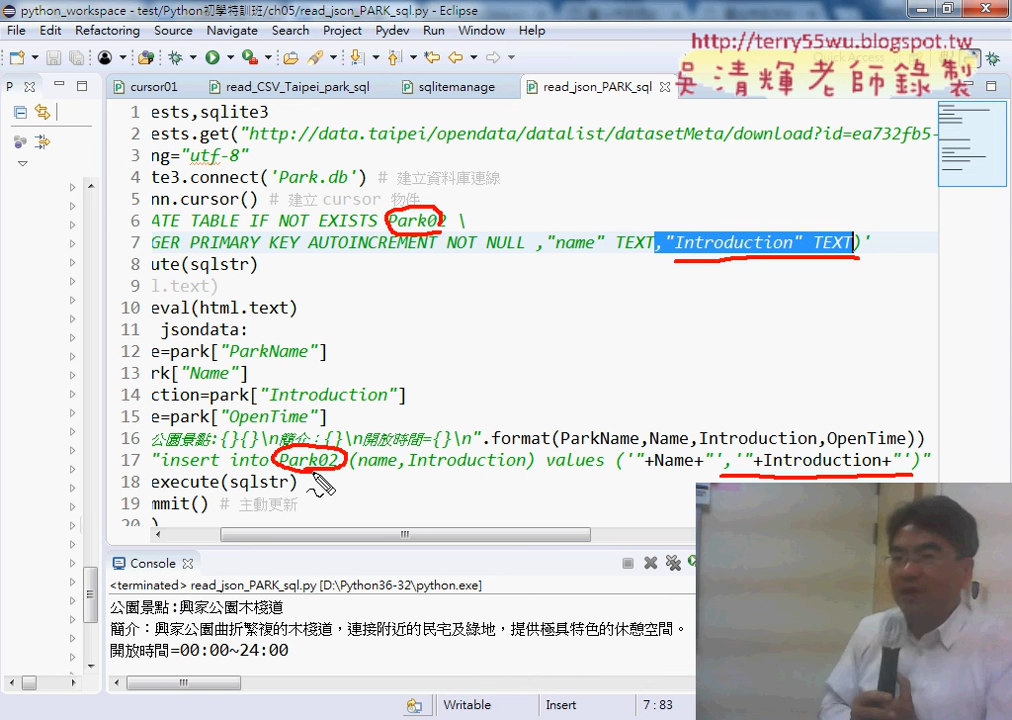 python_workspace - test/Python初學特訓班/ch05/read_json_PARK_sql.py - Eclipse
File Edit Refactoring Source Navigate Search Project Pydev Run Window Help
http://terry55wu.blogspot.tw
吳清輝老師錄製
P cursor01 read_CSV_Taipei_park_sql sqlitemanage read_json_PARK_sql
1 ests,sqlite3
2 ests.get("http://data.taipei/opendata/datalist/datasetMeta/download?id=ea732fb5-
3 ng="utf-8"
4 te3.connect('Park.db') # 建立資料庫連線
5 nn.cursor() # 建立 cursor 物件
6 ATE TABLE IF NOT EXISTS Park02 \
7 GER PRIMARY KEY AUTOINCREMENT NOT NULL ,"name" TEXT,"Introduction" TEXT)'
8 ute(sqlstr)
9 l.text)
10 eval(html.text)
11 jsondata:
12 e=park["ParkName"]
13 rk["Name"]
14 ction=park["Introduction"]
15 e=park["OpenTime"]
16 公園景點:{}{}\n簡介：{}\n開放時間={}\n".format(ParkName,Name,Introduction,OpenTime))
17 "insert into Park02 (name,Introduction) values ('"+Name+"','"+Introduction+"')"
18 execute(sqlstr)
19 mmit() # 主動更新
20 )
Console
<terminated> read_json_PARK_sql.py [D:\Python36-32\python.exe]
公園景點:興家公園木棧道
簡介：興家公園曲折繁複的木棧道，連接附近的民宅及綠地，提供極具特色的休憩空間。
開放時間=00:00~24:00
Writable Insert 7 : 83